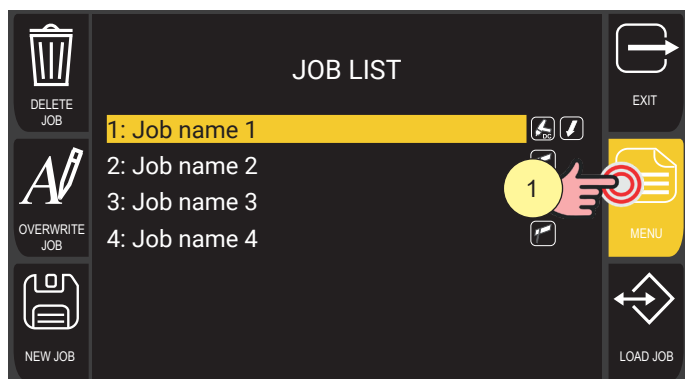 JOB LIST
DELETE
JOB
EXIT
1: Job name 1
DC
2: Job name 2
1
3: Job name 3
OVERWRITE
JOB
MENU
4: Job name 4
NEW JOB
LOAD JOB